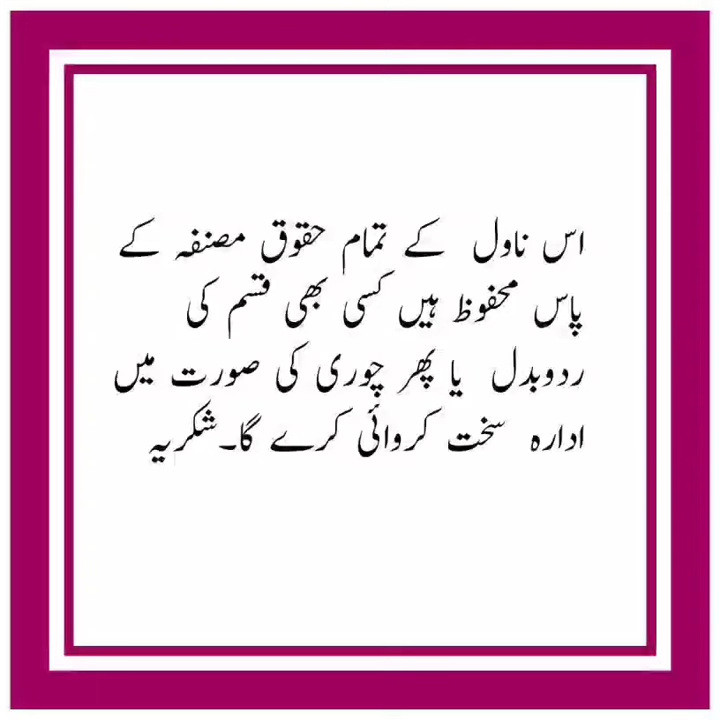 اس ناول کے تمام حقوق مصنفہ کے
پاس محفوظ ہیں کسی بھی قسم کی
ردوبدل یا پھر چوری کی صورت میں
ادارہ سخت کروائی کرے گا۔شکریہ